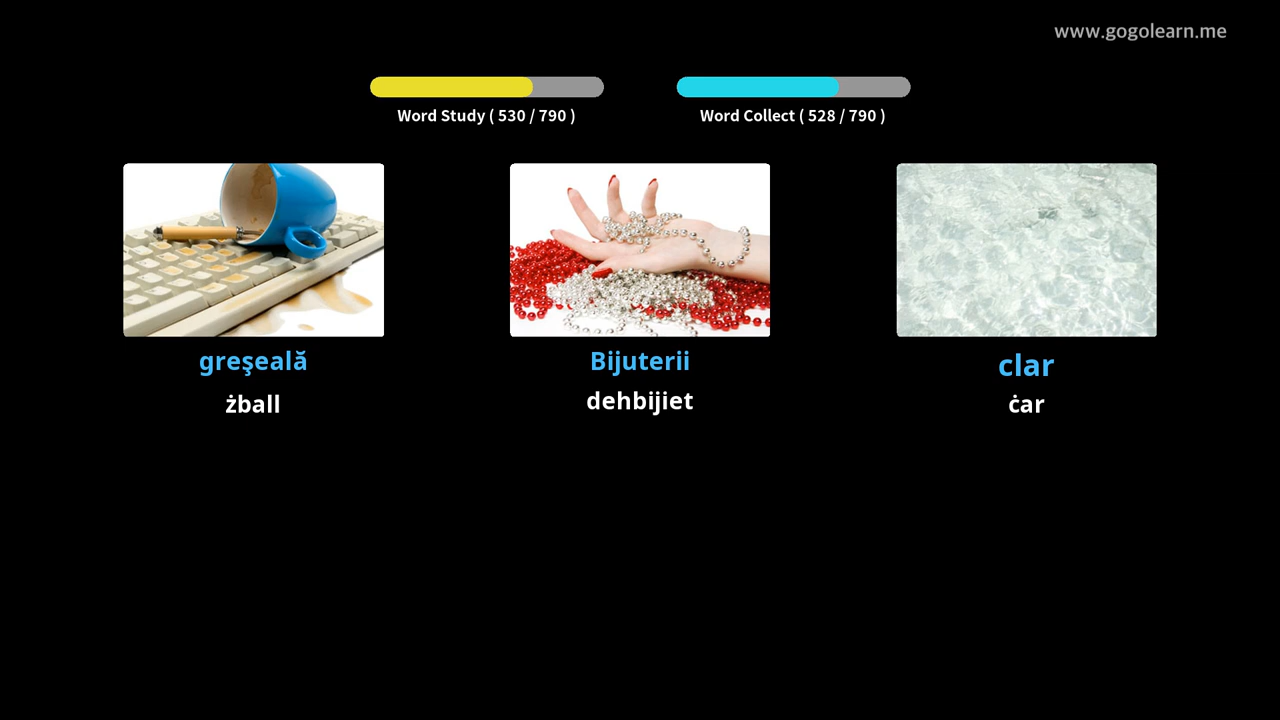 www.gogolearn.me
Word Study ( 530 / 790 )
Word Collect ( 528 / 790 )
greşeală
Bijuterii
clar
żball
dehbijiet
ċar